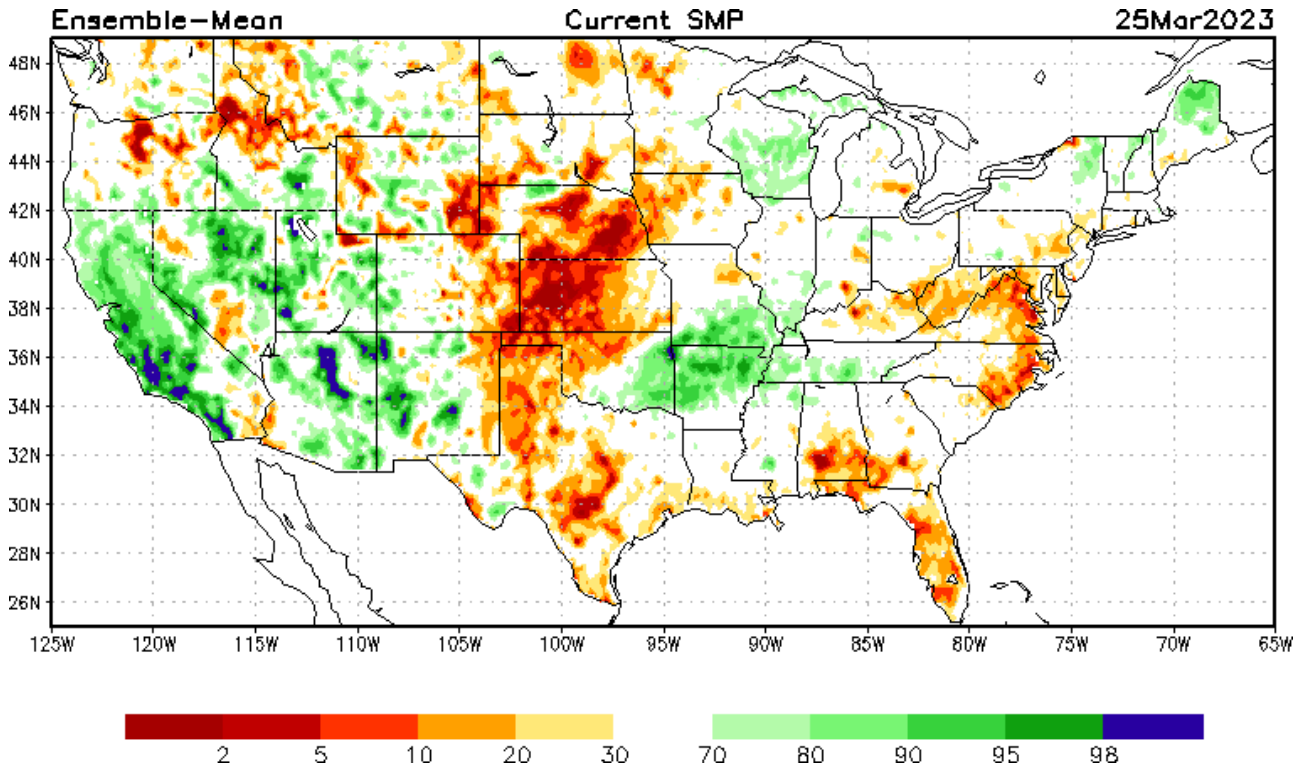 Ensemble-Mean Current SMP 25Mar2023
48N
46N
44N
42N
40N
38N
36N
34N
32N
30N
28N
26N
125W 120W 115W 110W 105W 100W 95W 90W 85W 80W 75W 70W 65W
2 5 10 20 30 70 80 90 95 98